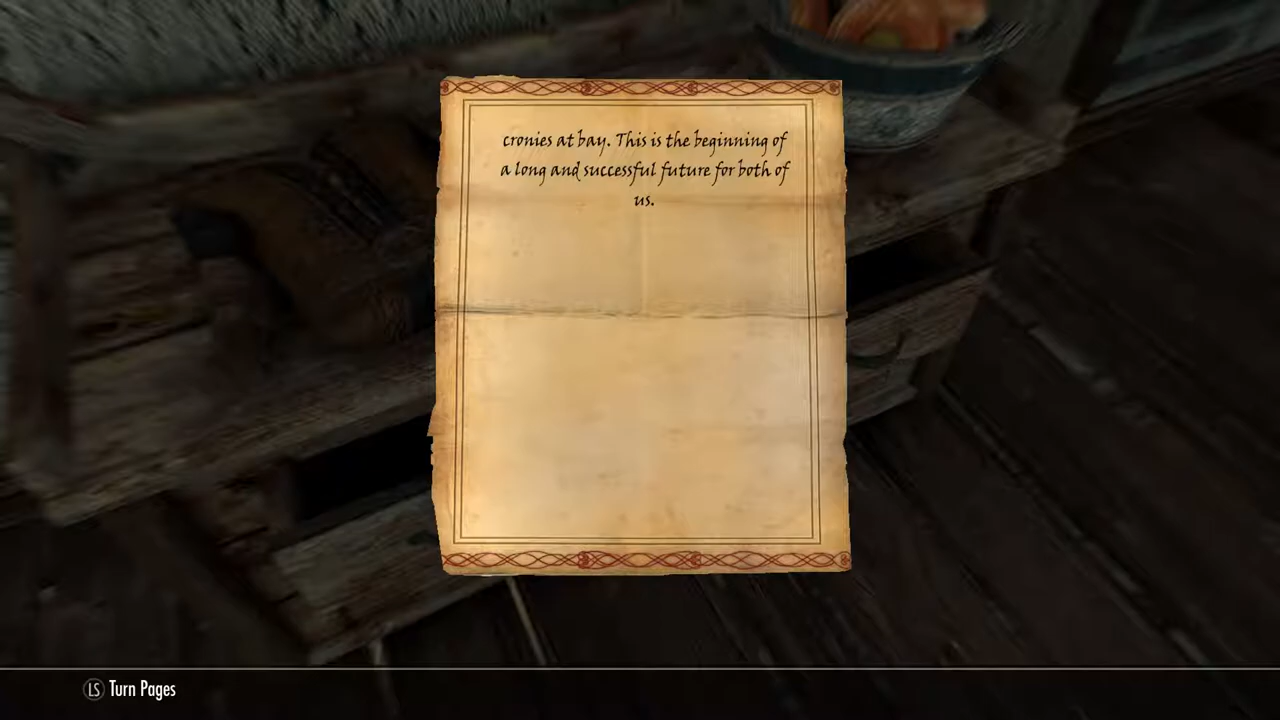 cronies at bay. This is the beginning of
a long and successful future for both of
us.
LS Turn Pages